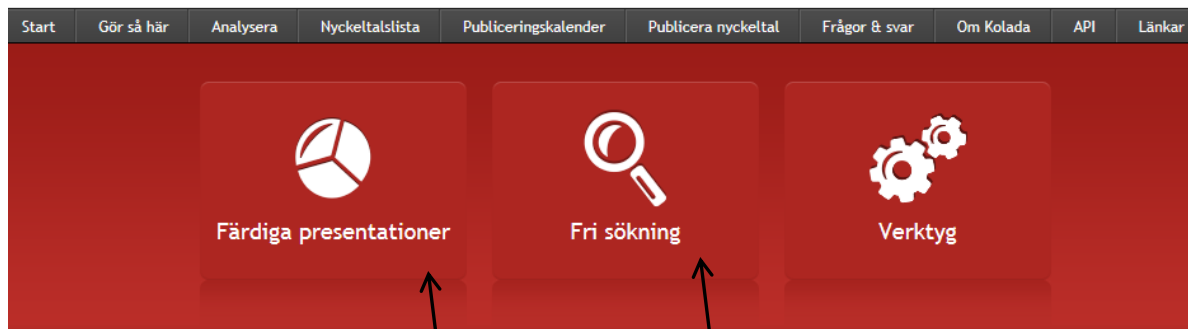 Start Gör så här Analysera Nyckeltalslista Publiceringskalender Publicera nyckeltal Frågor & svar Om Kolada API Länkar
Färdiga presentationer Fri sökning Verktyg